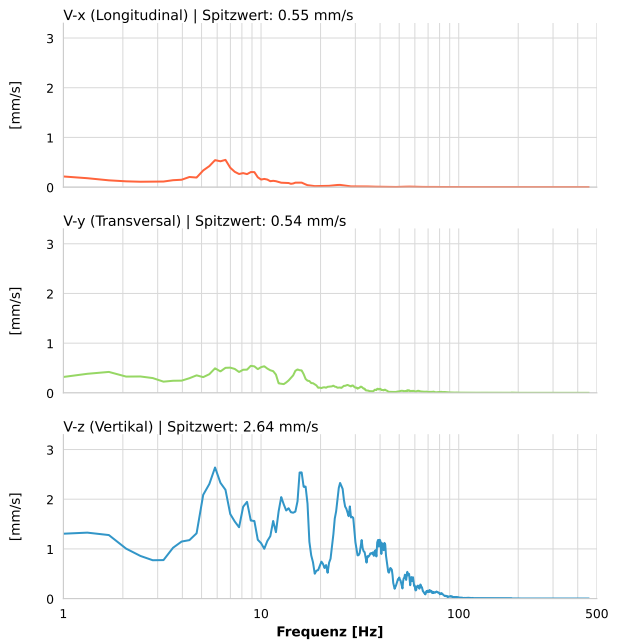 V-x (Longitudinal) | Spitzwert: 0.55 mm/s
3
2
1
0
[mm/s]
V-y (Transversal) | Spitzwert: 0.54 mm/s
3
2
1
0
[mm/s]
V-z (Vertikal) | Spitzwert: 2.64 mm/s
3
2
1
0
[mm/s]
1 10 100 500
Frequenz [Hz]